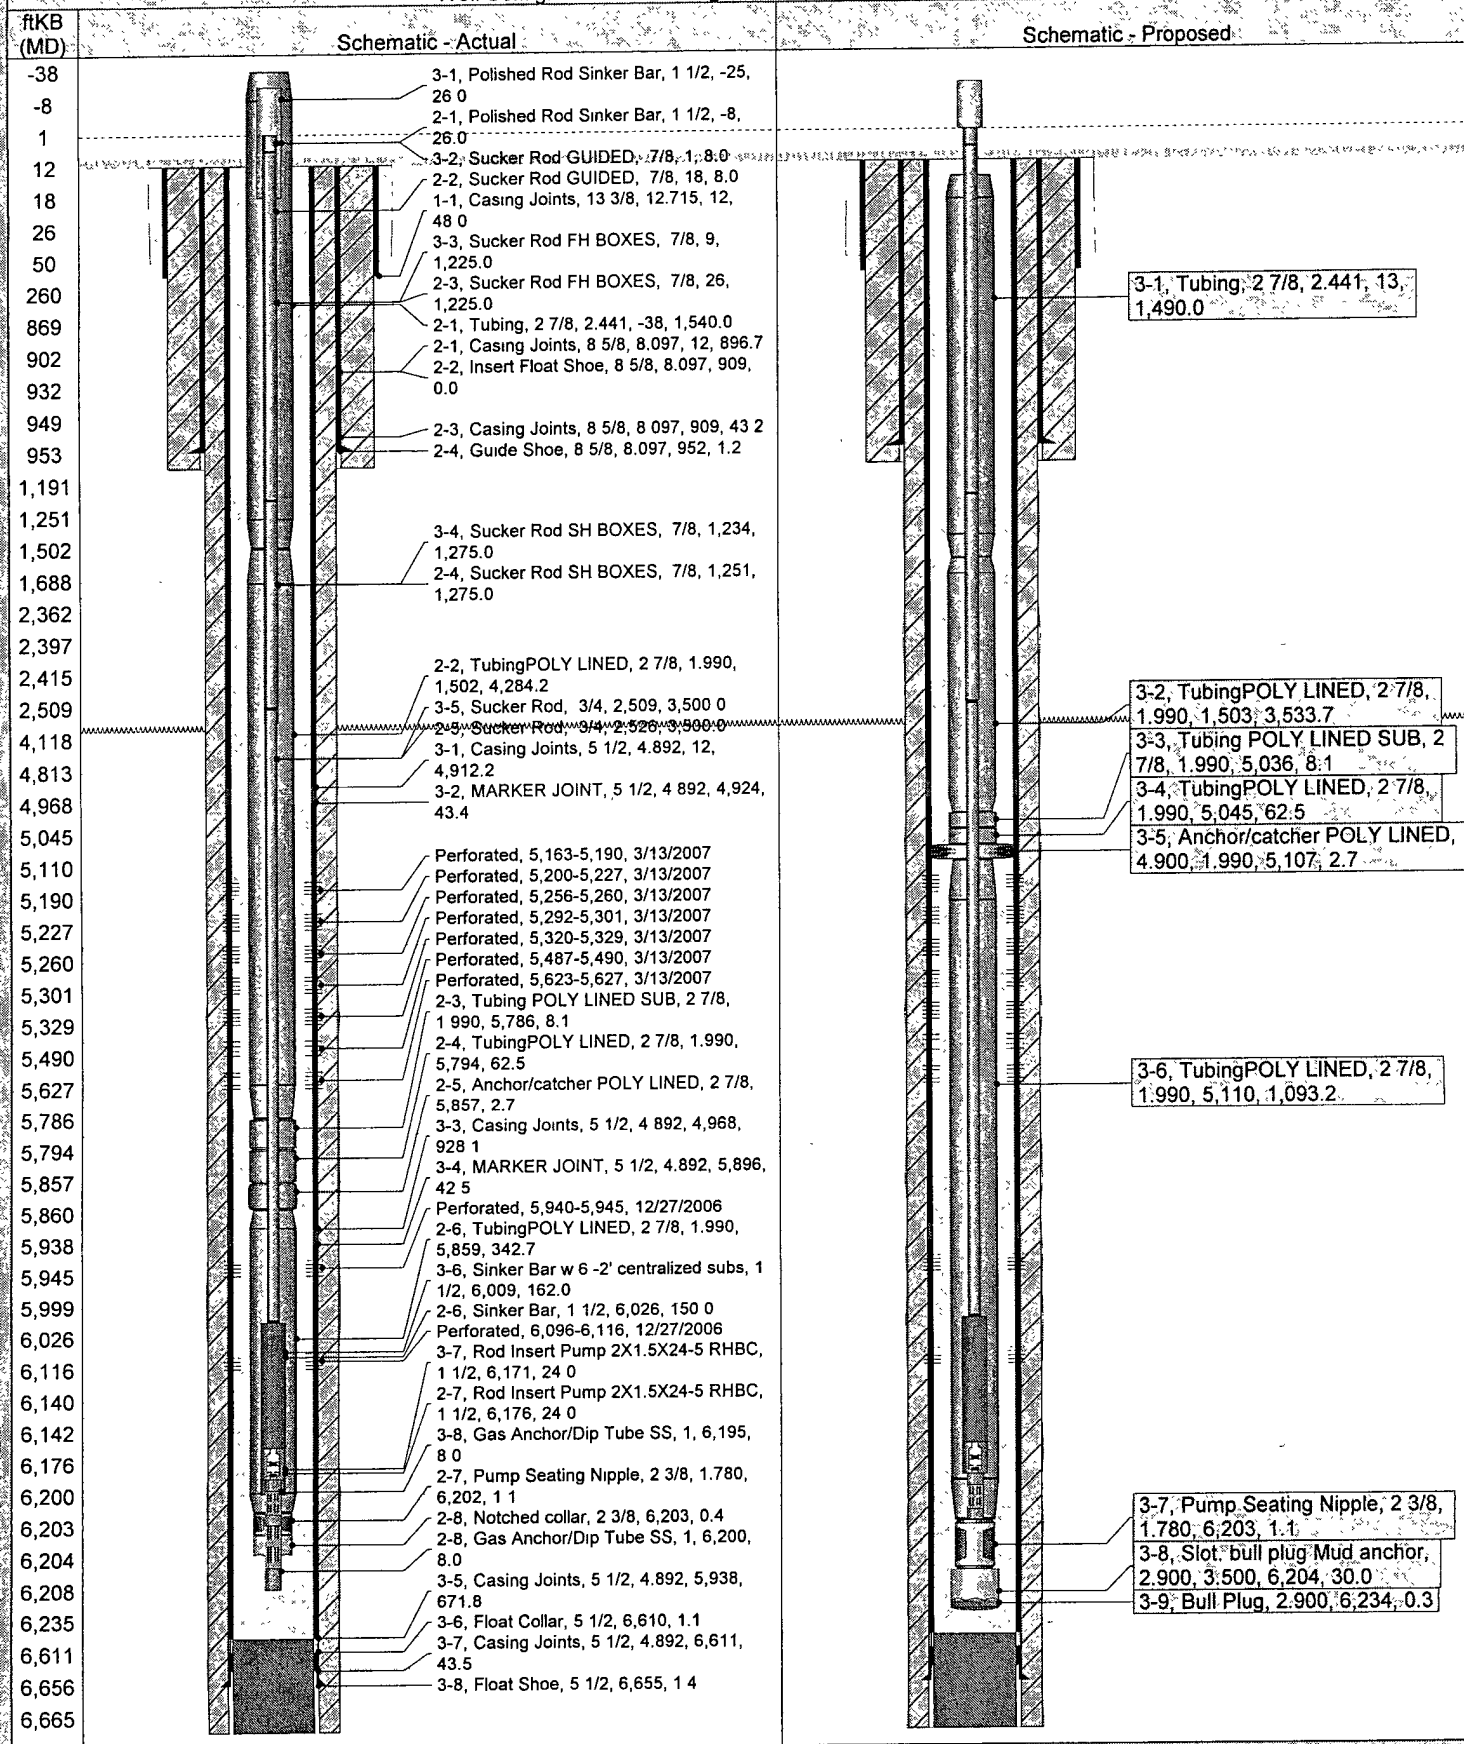 ftKB
(MD)
Schematic - Actual
Schematic - Proposed
-38
-8
1
12
18
26
50
260
869
902
932
949
953
1,191
1,251
1,502
1,688
2,362
2,397
2,415
2,509
4,118
4,813
4,968
5,045
5,110
5,190
5,227
5,260
5,301
5,329
5,490
5,627
5,786
5,794
5,857
5,860
5,938
5,945
5,999
6,026
6,116
6,140
6,142
6,176
6,200
6,203
6,204
6,208
6,235
6,611
6,656
6,665
3-1, Polished Rod Sinker Bar, 1 1/2, -25,
26 0
2-1, Polished Rod Sinker Bar, 1 1/2, -8,
26.0
3-2, Sucker Rod GUIDED, 7/8, 1, 8.0
2-2, Sucker Rod GUIDED, 7/8, 18, 8.0
1-1, Casing Joints, 13 3/8, 12.715, 12,
48 0
3-3, Sucker Rod FH BOXES, 7/8, 9,
1,225.0
2-3, Sucker Rod FH BOXES, 7/8, 26,
1,225.0
2-1, Tubing, 2 7/8, 2.441, -38, 1,540.0
2-1, Casing Joints, 8 5/8, 8.097, 12, 896.7
2-2, Insert Float Shoe, 8 5/8, 8.097, 909,
0.0
2-3, Casing Joints, 8 5/8, 8 097, 909, 43 2
2-4, Guide Shoe, 8 5/8, 8.097, 952, 1.2
3-4, Sucker Rod SH BOXES, 7/8, 1,234,
1,275.0
2-4, Sucker Rod SH BOXES, 7/8, 1,251,
1,275.0
2-2, TubingPOLY LINED, 2 7/8, 1.990,
1,502, 4,284.2
3-5, Sucker Rod, 3/4, 2,509, 3,500 0
2-5, Sucker Rod, 3/4, 2,526, 3,500.0
3-1, Casing Joints, 5 1/2, 4.892, 12,
4,912.2
3-2, MARKER JOINT, 5 1/2, 4 892, 4,924,
43.4
Perforated, 5,163-5,190, 3/13/2007
Perforated, 5,200-5,227, 3/13/2007
Perforated, 5,256-5,260, 3/13/2007
Perforated, 5,292-5,301, 3/13/2007
Perforated, 5,320-5,329, 3/13/2007
Perforated, 5,487-5,490, 3/13/2007
Perforated, 5,623-5,627, 3/13/2007
2-3, Tubing POLY LINED SUB, 2 7/8,
1 990, 5,786, 8.1
2-4, TubingPOLY LINED, 2 7/8, 1.990,
5,794, 62.5
2-5, Anchor/catcher POLY LINED, 2 7/8,
5,857, 2.7
3-3, Casing Joints, 5 1/2, 4 892, 4,968,
928 1
3-4, MARKER JOINT, 5 1/2, 4.892, 5,896,
42 5
Perforated, 5,940-5,945, 12/27/2006
2-6, TubingPOLY LINED, 2 7/8, 1.990,
5,859, 342.7
3-6, Sinker Bar w 6 -2' centralized subs, 1
1/2, 6,009, 162.0
2-6, Sinker Bar, 1 1/2, 6,026, 150 0
Perforated, 6,096-6,116, 12/27/2006
3-7, Rod Insert Pump 2X1.5X24-5 RHBC,
1 1/2, 6,171, 24 0
2-7, Rod Insert Pump 2X1.5X24-5 RHBC,
1 1/2, 6,176, 24 0
3-8, Gas Anchor/Dip Tube SS, 1, 6,195,
8 0
2-7, Pump Seating Nipple, 2 3/8, 1.780,
6,202, 1 1
2-8, Notched collar, 2 3/8, 6,203, 0.4
2-8, Gas Anchor/Dip Tube SS, 1, 6,200,
8.0
3-5, Casing Joints, 5 1/2, 4.892, 5,938,
671.8
3-6, Float Collar, 5 1/2, 6,610, 1.1
3-7, Casing Joints, 5 1/2, 4.892, 6,611,
43.5
3-8, Float Shoe, 5 1/2, 6,655, 1 4
3-1, Tubing, 2 7/8, 2.441, 13,
1,490.0
3-2, TubingPOLY LINED, 2 7/8,
1.990, 1,503, 3,533.7
3-3, Tubing POLY LINED SUB, 2
7/8, 1.990, 5,036, 8.1
3-4, TubingPOLY LINED, 2 7/8,
1.990, 5,045, 62.5
3-5, Anchor/catcher POLY LINED,
4.900, 1.990, 5,107, 2.7
3-6, TubingPOLY LINED, 2 7/8,
1.990, 5,110, 1,093.2
3-7, Pump Seating Nipple, 2 3/8,
1.780, 6,203, 1.1
3-8, Slot. bull plug Mud anchor,
2.900, 3.500, 6,204, 30.0
3-9, Bull Plug, 2.900, 6,234, 0.3